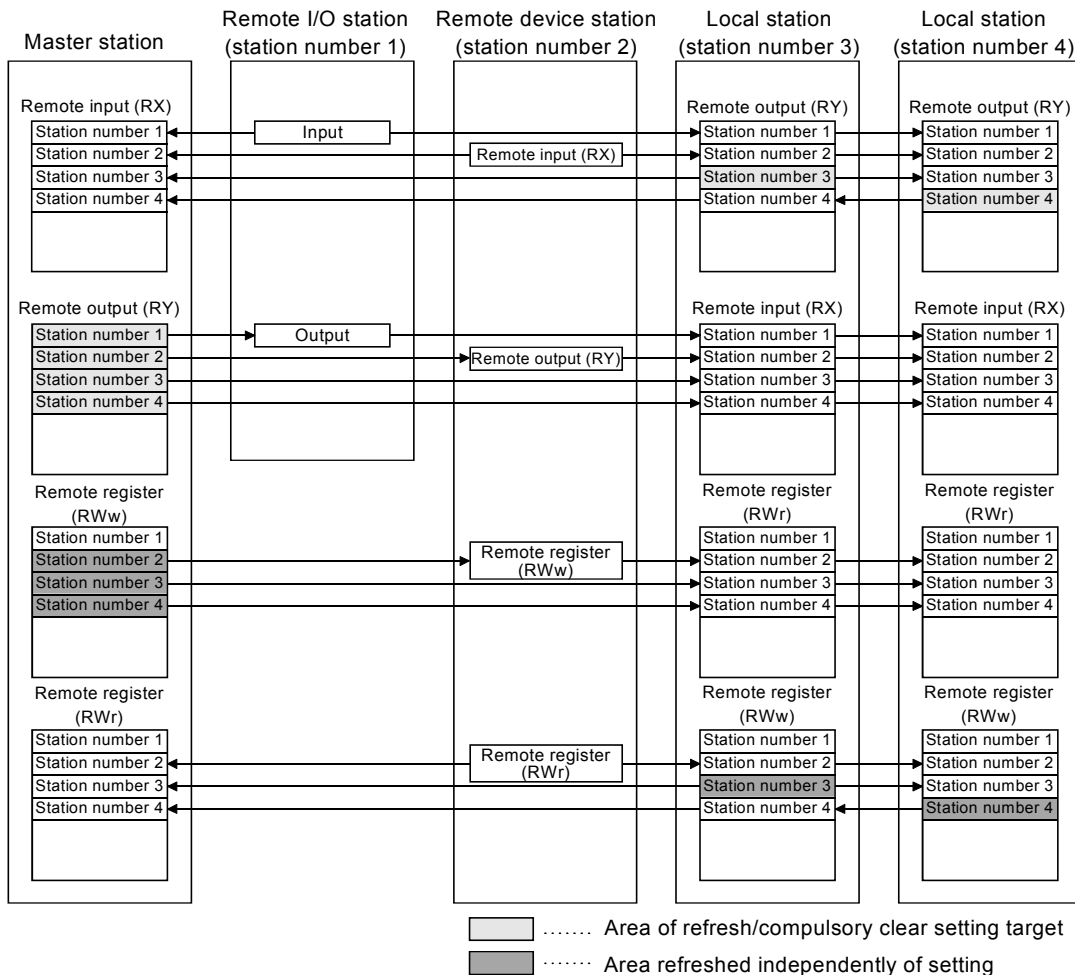 Master station
Remote I/O station
(station number 1)
Remote device station
(station number 2)
Local station
(station number 3)
Local station
(station number 4)
Remote input (RX)
Station number 1
Station number 2
Station number 3
Station number 4
Input
Remote input (RX)
Remote output (RY)
Station number 1
Station number 2
Station number 3
Station number 4
Remote output (RY)
Station number 1
Station number 2
Station number 3
Station number 4
Remote output (RY)
Station number 1
Station number 2
Station number 3
Station number 4
Output
Remote output (RY)
Remote input (RX)
Station number 1
Station number 2
Station number 3
Station number 4
Remote input (RX)
Station number 1
Station number 2
Station number 3
Station number 4
Remote register
(RWw)
Station number 1
Station number 2
Station number 3
Station number 4
Remote register
(RWw)
Remote register
(RWr)
Station number 1
Station number 2
Station number 3
Station number 4
Remote register
(RWr)
Station number 1
Station number 2
Station number 3
Station number 4
Remote register
(RWr)
Station number 1
Station number 2
Station number 3
Station number 4
Remote register
(RWr)
Remote register
(RWw)
Station number 1
Station number 2
Station number 3
Station number 4
Remote register
(RWw)
Station number 1
Station number 2
Station number 3
Station number 4
....... Area of refresh/compulsory clear setting target
....... Area refreshed independently of setting